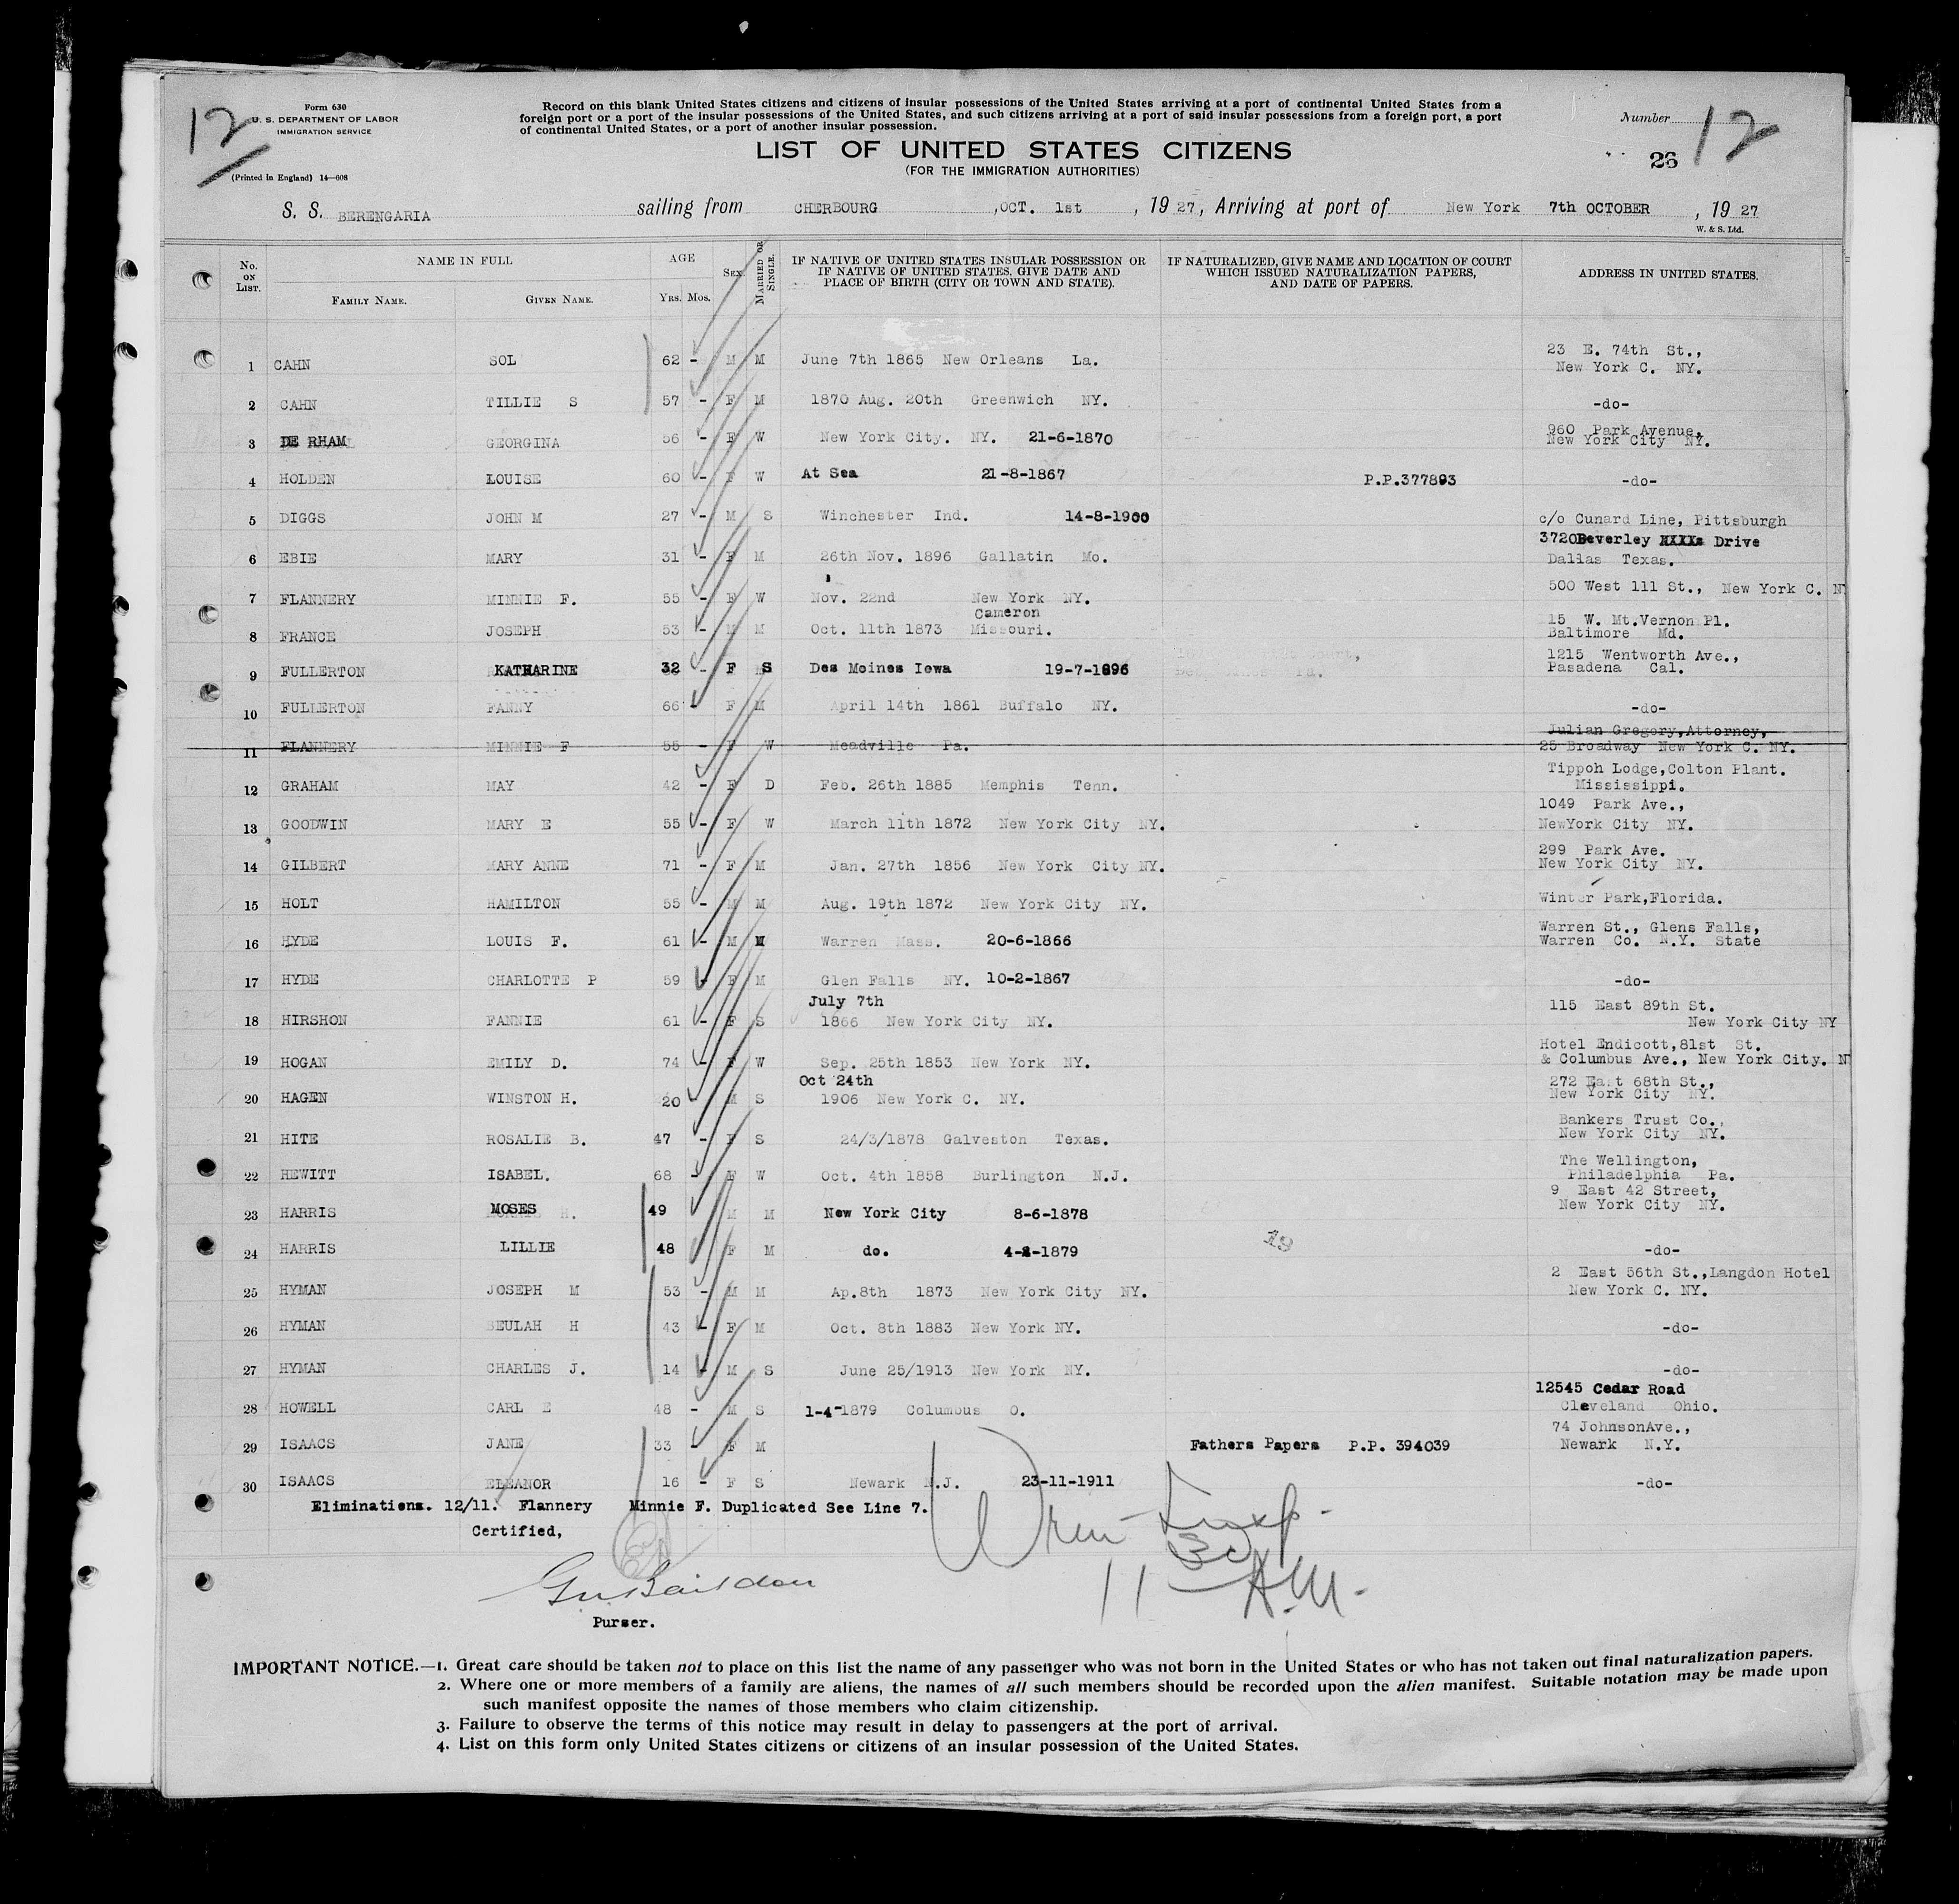 12
Form 630
U. S. DEPARTMENT OF LABOR
IMMIGRATION SERVICE
(Printed in England) 14—608
Record on this blank United States citizens and citizens of insular possessions of the United States arriving at a port of continental United States from a
foreign port or a port of the insular possessions of the United States, and such citizens arriving at a port of said insular possessions from a foreign port, a port
of continental United States, or a port of another insular possession.
Number 12
LIST OF UNITED STATES CITIZENS
26
(FOR THE IMMIGRATION AUTHORITIES)
S. S. BERENGARIA sailing from CHERBOURG ,OCT. 1st , 19 27, Arriving at port of New York 7th OCTOBER , 19 27
W. & S. Ltd.
No. ON LIST. NAME IN FULL AGE SEX. MARRIED OR SINGLE. IF NATIVE OF UNITED STATES INSULAR POSSESSION OR IF NATIVE OF UNITED STATES. GIVE DATE AND PLACE OF BIRTH (CITY OR TOWN AND STATE). IF NATURALIZED, GIVE NAME AND LOCATION OF COURT WHICH ISSUED NATURALIZATION PAPERS, AND DATE OF PAPERS. ADDRESS IN UNITED STATES.
FAMILY NAME. GIVEN NAME. YRS. MOS.
1 CAHN SOL 62 - M M June 7th 1865 New Orleans La. 23 E. 74th St., New York C. NY.
2 CAHN TILLIE S 57 - F M 1870 Aug. 20th Greenwich NY. -do-
3 DE RHAM GEORGINA 56 - F W New York City. NY. 21-6-1870 960 Park Avenue, New York City NY.
4 HOLDEN LOUISE 60 - F W At Sea 21-8-1867 P.P.377893 -do-
5 DIGGS JOHN M 27 - M S Winchester Ind. 14-8-1900 c/o Cunard Line, Pittsburgh
6 EBIE MARY 31 - F M 26th Nov. 1896 Gallatin Mo. 3720 Beverley XXXXs Drive Dallas Texas.
7 FLANNERY MINNIE F. 55 - F W Nov. 22nd New York NY. 500 West 111 St., New York C. N
8 FRANCE JOSEPH 53 - M M Oct. 11th 1873 Cameron Missouri. 15 W. Mt.Vernon Pl. Baltimore Md.
9 FULLERTON KATHARINE 32 - F S Des Moines Iowa 19-7-1896 1215 Wentworth Ave., Pasadena Cal.
10 FULLERTON FANNY 66 - F M April 14th 1861 Buffalo NY. -do-
11 FLANNERY MINNIE F 55 - F W Meadville Pa. Julian Gregory,Attorney, 25 Broadway New York C. NY.
12 GRAHAM MAY 42 - F D Feb. 26th 1885 Memphis Tenn. Tippoh Lodge,Colton Plant. Mississippi.
13 GOODWIN MARY E 55 - F W March 11th 1872 New York City NY. 1049 Park Ave., NewYork City NY.
14 GILBERT MARY ANNE 71 - F M Jan. 27th 1856 New York City NY. 299 Park Ave. New York City NY.
15 HOLT HAMILTON 55 - M M Aug. 19th 1872 New York City NY. Winter Park,Florida.
16 HYDE LOUIS F. 61 - M M Warren Mass. 20-6-1866 Warren St., Glens Falls, Warren Co. N.Y. State
17 HYDE CHARLOTTE P 59 - F M Glen Falls NY. 10-2-1867 -do-
18 HIRSHON FANNIE 61 - F S July 7th 1866 New York City NY. 115 East 89th St. New York City NY
19 HOGAN EMILY D. 74 - F W Sep. 25th 1853 New York NY. Hotel Endicott,81st St. & Columbus Ave., New York City. N
20 HAGEN WINSTON H. 20 - M S Oct 24th 1906 New York C. NY. 272 East 68th St., New York City NY.
21 HITE ROSALIE B. 47 - F S 24/3/1878 Galveston Texas. Bankers Trust Co., New York City NY.
22 HEWITT ISABEL. 68 - F W Oct. 4th 1858 Burlington N.J. The Wellington, Philadelphia Pa.
23 HARRIS MOSES H. 49 M M New York City 8-6-1878 9 East 42 Street, New York City NY.
24 HARRIS LILLIE 48 F M do. 4-2-1879 -do-
25 HYMAN JOSEPH M 53 - M M Ap.8th 1873 New York City NY. 2 East 56th St.,Langdon Hotel New York C. NY.
26 HYMAN BEULAH H 43 - F M Oct. 8th 1883 New York NY. -do-
27 HYMAN CHARLES J. 14 - M S June 25/1913 New York NY. -do-
28 HOWELL CARL E 48 - M S 1-4-1879 Columbus O. 12545 Cedar Road Cleveland Ohio.
29 ISAACS JANE 33 - F M Fathers Papers P.P. 394039 74 JohnsonAve., Newark N.Y.
30 ISAACS ELEANOR 16 - F S Newark N.J. 23-11-1911 -do-
Eliminations. 12/11. Flannery Minnie F. Duplicated See Line 7.
Certified,
Purser.
11 30 A.M.
IMPORTANT NOTICE.—1. Great care should be taken not to place on this list the name of any passenger who was not born in the United States or who has not taken out final naturalization papers.
2. Where one or more members of a family are aliens, the names of all such members should be recorded upon the alien manifest. Suitable notation may be made upon
such manifest opposite the names of those members who claim citizenship.
3. Failure to observe the terms of this notice may result in delay to passengers at the port of arrival.
4. List on this form only United States citizens or citizens of an insular possession of the United States.